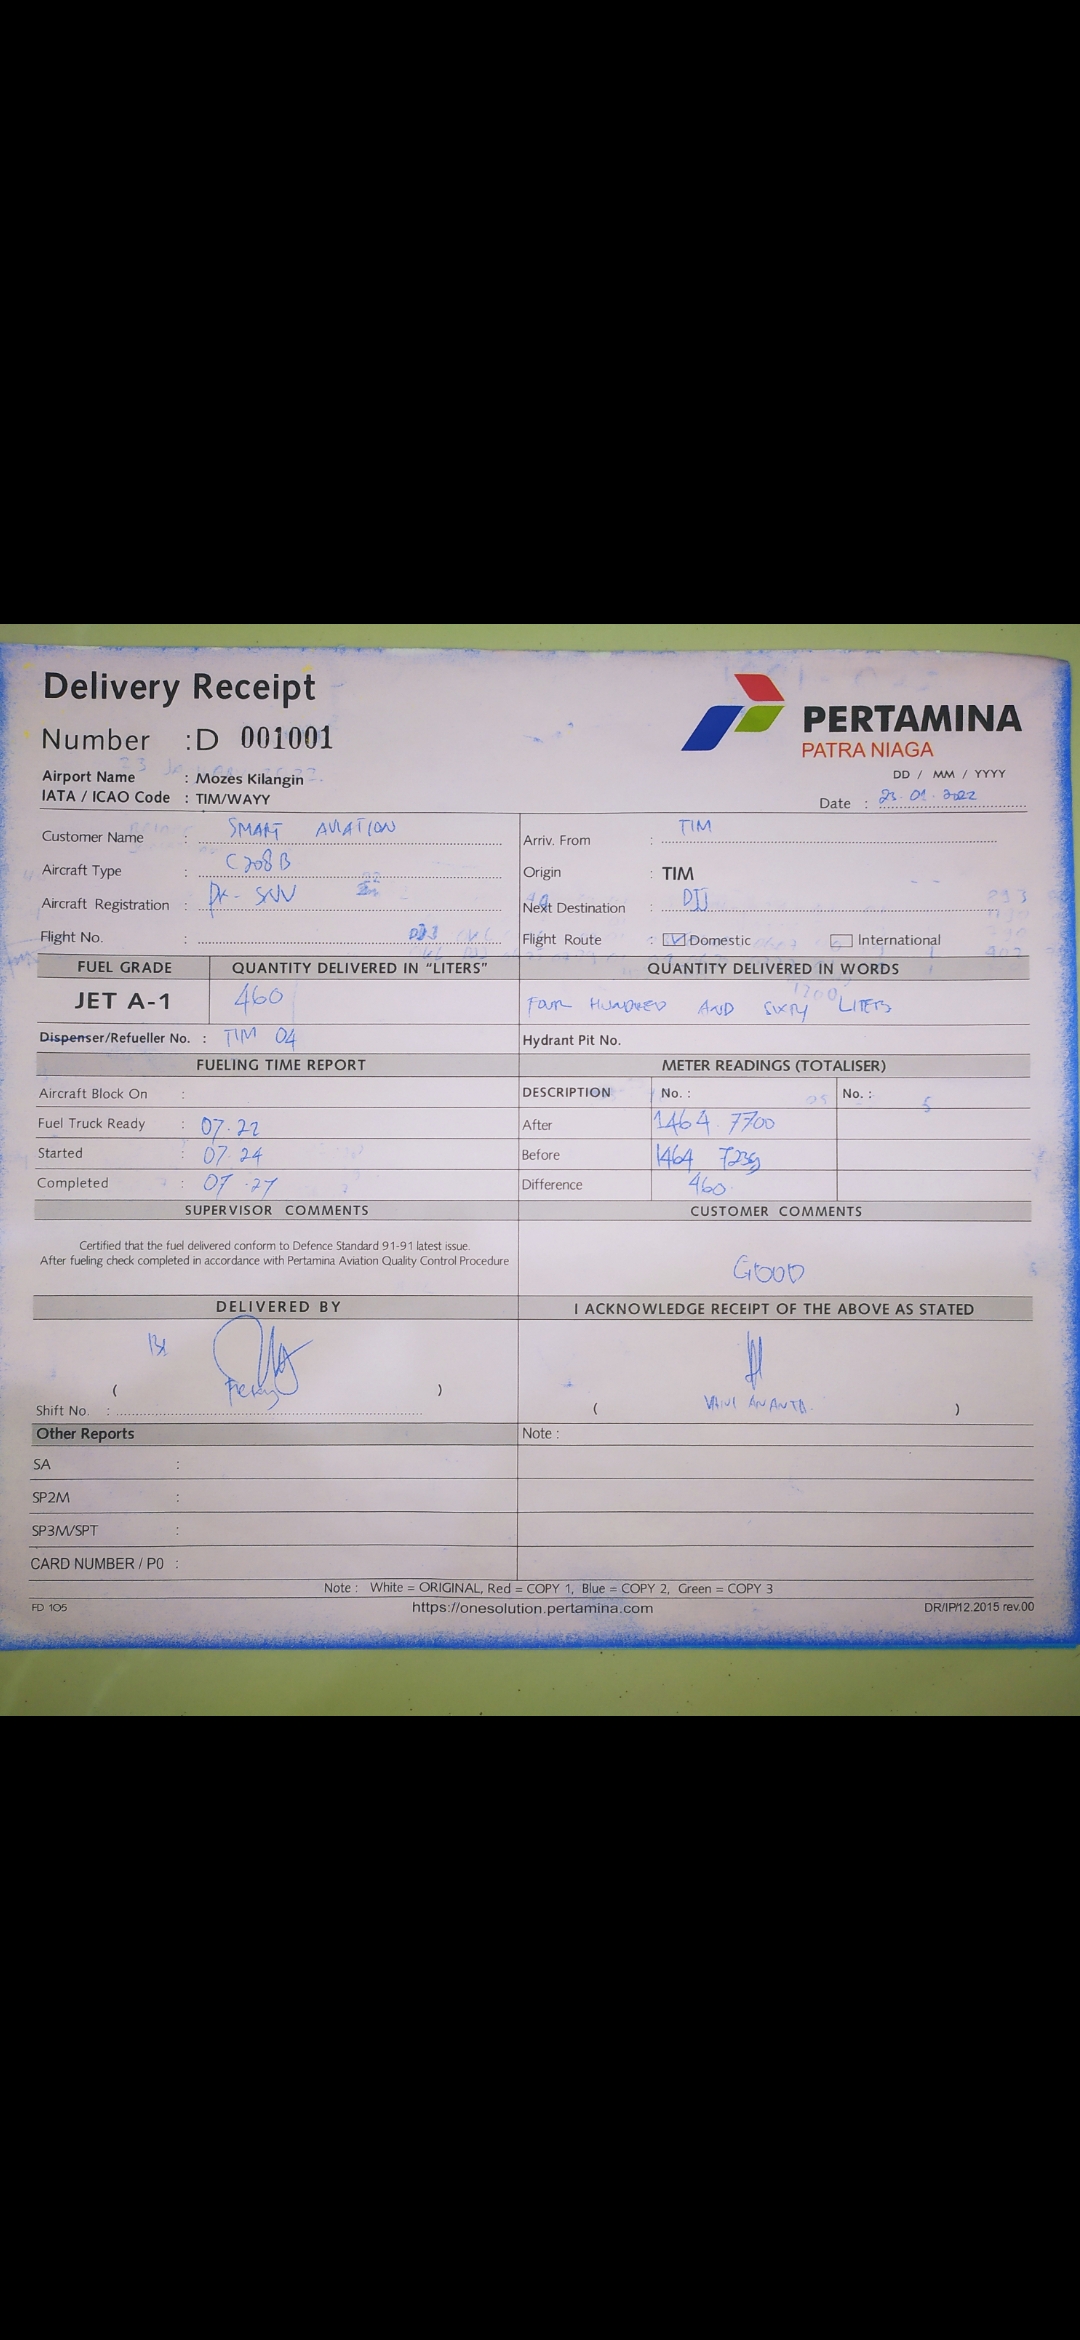 Delivery Receipt
Number : D 001001
PERTAMINA
PATRA NIAGA
Airport Name : Mozes Kilangin
IATA / ICAO Code : TIM/WAYY
DD / MM / YYYY
Date : 23.01.2022
Customer Name : SMART AVIATION
Arriv. From : TIM
Aircraft Type : C208B
Origin : TIM
Aircraft Registration : PK-SNV
Next Destination :
Flight No. :
Flight Route : Domestic International
FUEL GRADE QUANTITY DELIVERED IN "LITERS" QUANTITY DELIVERED IN WORDS
JET A-1 460 FOUR HUNDRED AND SIXTY LITERS
Dispenser/Refueller No. : TIM 04
Hydrant Pit No.
FUELING TIME REPORT METER READINGS (TOTALISER)
Aircraft Block On : DESCRIPTION No. : No. :
Fuel Truck Ready : 07.22 After 1464 7700
Started : 07.24 Before 1464
Completed : 07.27 Difference 460
SUPERVISOR COMMENTS CUSTOMER COMMENTS
Certified that the fuel delivered conform to Defence Standard 91-91 latest issue.
After fueling check completed in accordance with Pertamina Aviation Quality Control Procedure
GOOD
DELIVERED BY I ACKNOWLEDGE RECEIPT OF THE ABOVE AS STATED
( ) ( ANANTA )
Shift No. :
Other Reports Note :
SA :
SP2M :
SP3M/SPT :
CARD NUMBER / P0 :
Note : White = ORIGINAL, Red = COPY 1, Blue = COPY 2, Green = COPY 3
FD 105 https://onesolution.pertamina.com DR/IP/12.2015 rev.00